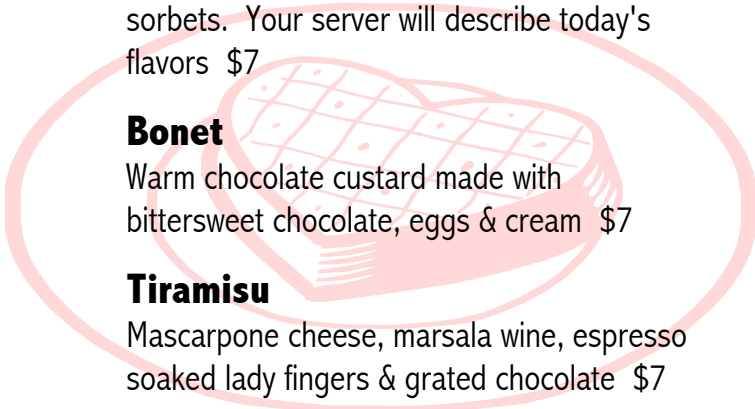 sorbets.  Your server will describe today's
flavors  $7
Bonet
Warm chocolate custard made with
bittersweet chocolate, eggs & cream  $7
Tiramisu
Mascarpone cheese, marsala wine, espresso
soaked lady fingers & grated chocolate  $7